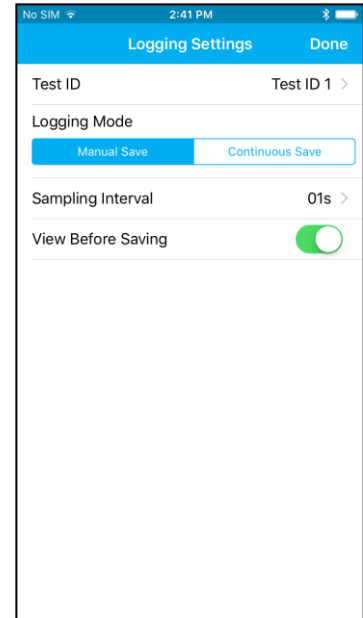 No SIM 2:41 PM
Logging Settings Done
Test ID Test ID 1 >
Logging Mode
Manual Save Continuous Save
Sampling Interval 01s >
View Before Saving